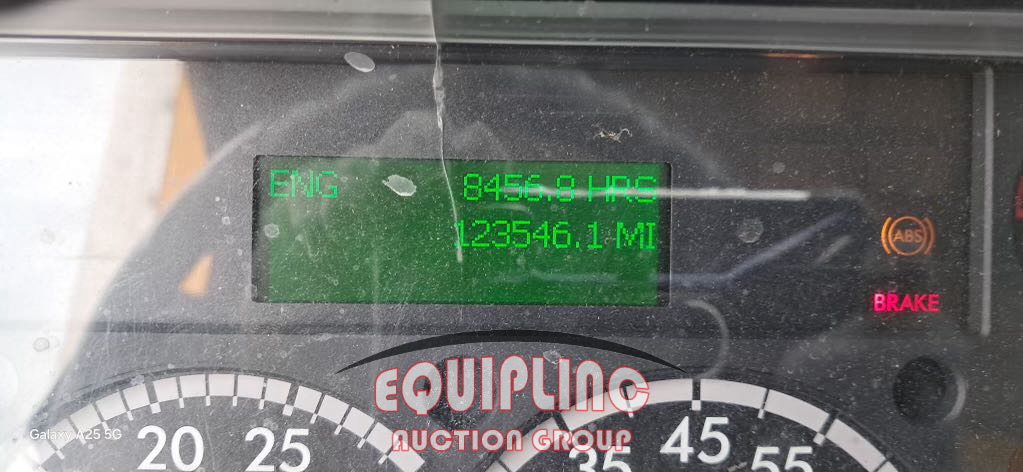 ENG 8456.8 HRS
123546.1 MI
ABS
BRAKE
EQUIPLINC
AUCTION GROUP
Galaxy A25 5G
20 25
35 45 55